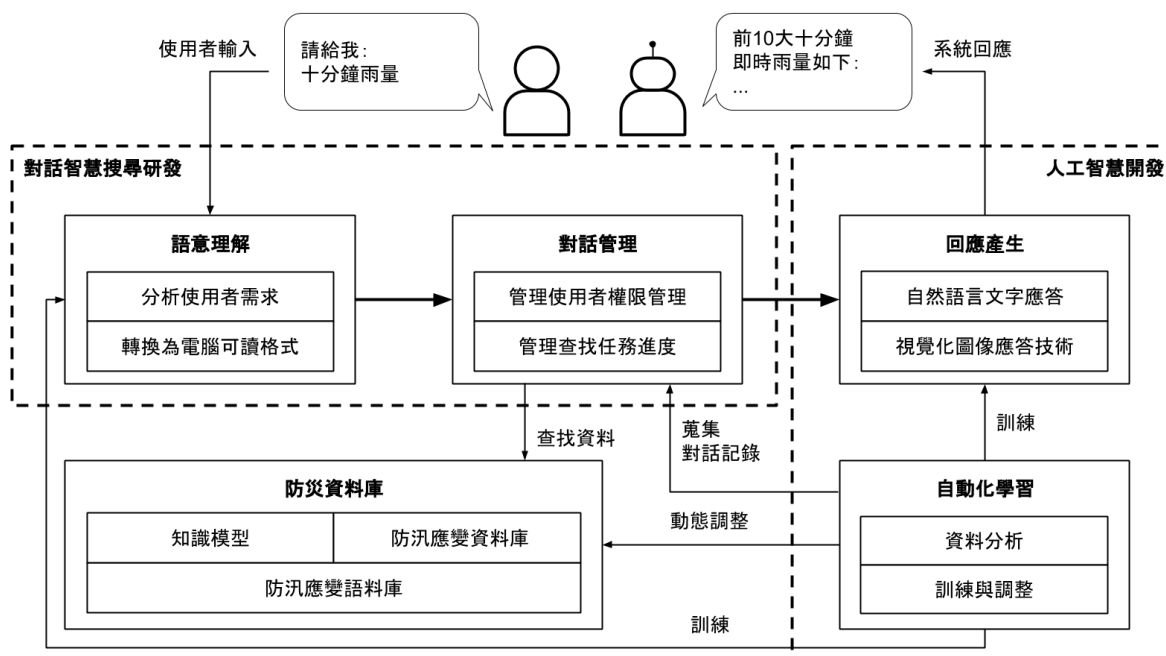 使用者輸入
請給我：
十分鐘雨量
前10大十分鐘
即時雨量如下：
...
系統回應
對話智慧搜尋研發
人工智慧開發
語意理解
分析使用者需求
轉換為電腦可讀格式
對話管理
管理使用者權限管理
管理查找任務進度
回應產生
自然語言文字應答
視覺化圖像應答技術
查找資料
蒐集
對話記錄
訓練
防災資料庫
知識模型
防汛應變資料庫
防汛應變語料庫
動態調整
自動化學習
資料分析
訓練與調整
訓練